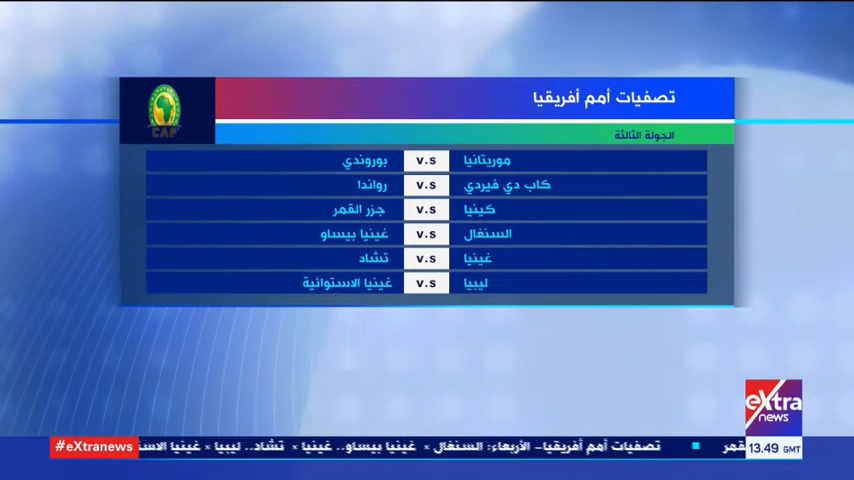 تصفيات أمم أفريقيا
CAF
الجولة الثالثة
موريتانيا v.s بوروندي
كاب دي فيردي v.s رواندا
كينيا v.s جزر القمر
السنغال v.s غينيا بيساو
غينيا v.s تشاد
ليبيا v.s غينيا الاستوائية
eXtra
news
قمر ■ تصفيات أمم أفريقيا- الأربعاء: السنغال × غينيا بيساو.. غينيا × تشاد.. ليبيا × غينيا الاس
#eXtranews
13.49 GMT